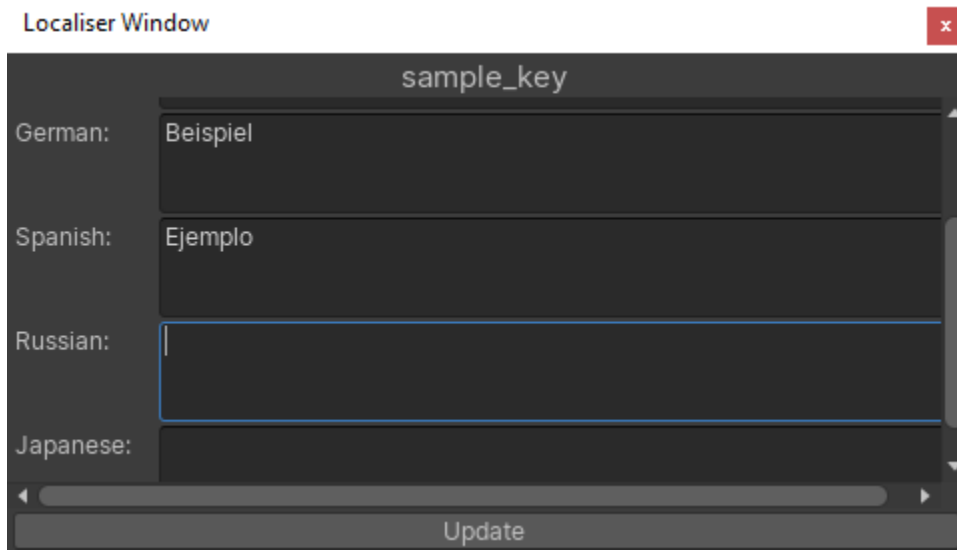 Localiser Window
x
sample_key
German:
Beispiel
Spanish:
Ejemplo
Russian:
Japanese:
Update